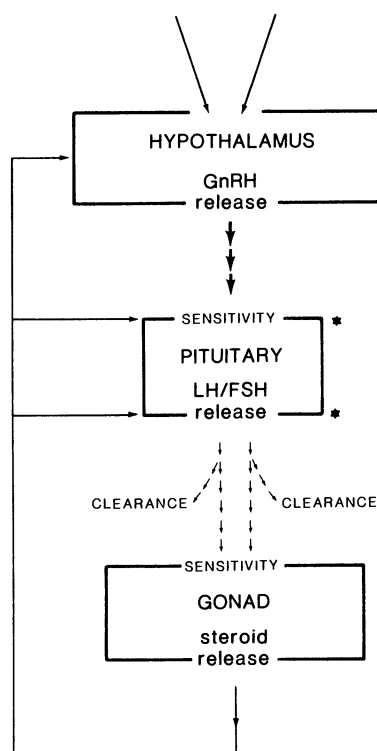 HYPOTHALAMUS
GnRH
release
SENSITIVITY *
PITUITARY
LH/FSH
release *
CLEARANCE CLEARANCE
SENSITIVITY
GONAD
steroid
release